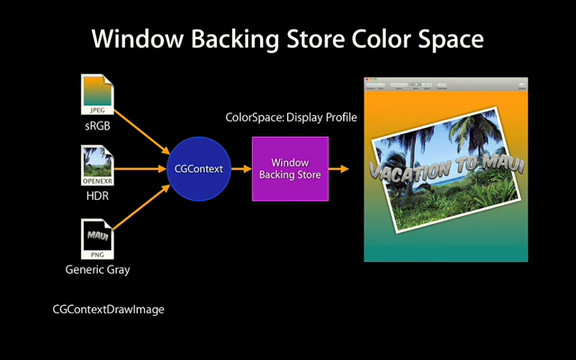 Window Backing Store Color Space
JPEG
sRGB
OPENEXR
HDR
MAUI
PNG
Generic Gray
CGContextDrawImage
CGContext
ColorSpace: Display Profile
Window
Backing Store
VACATION TO MAUI